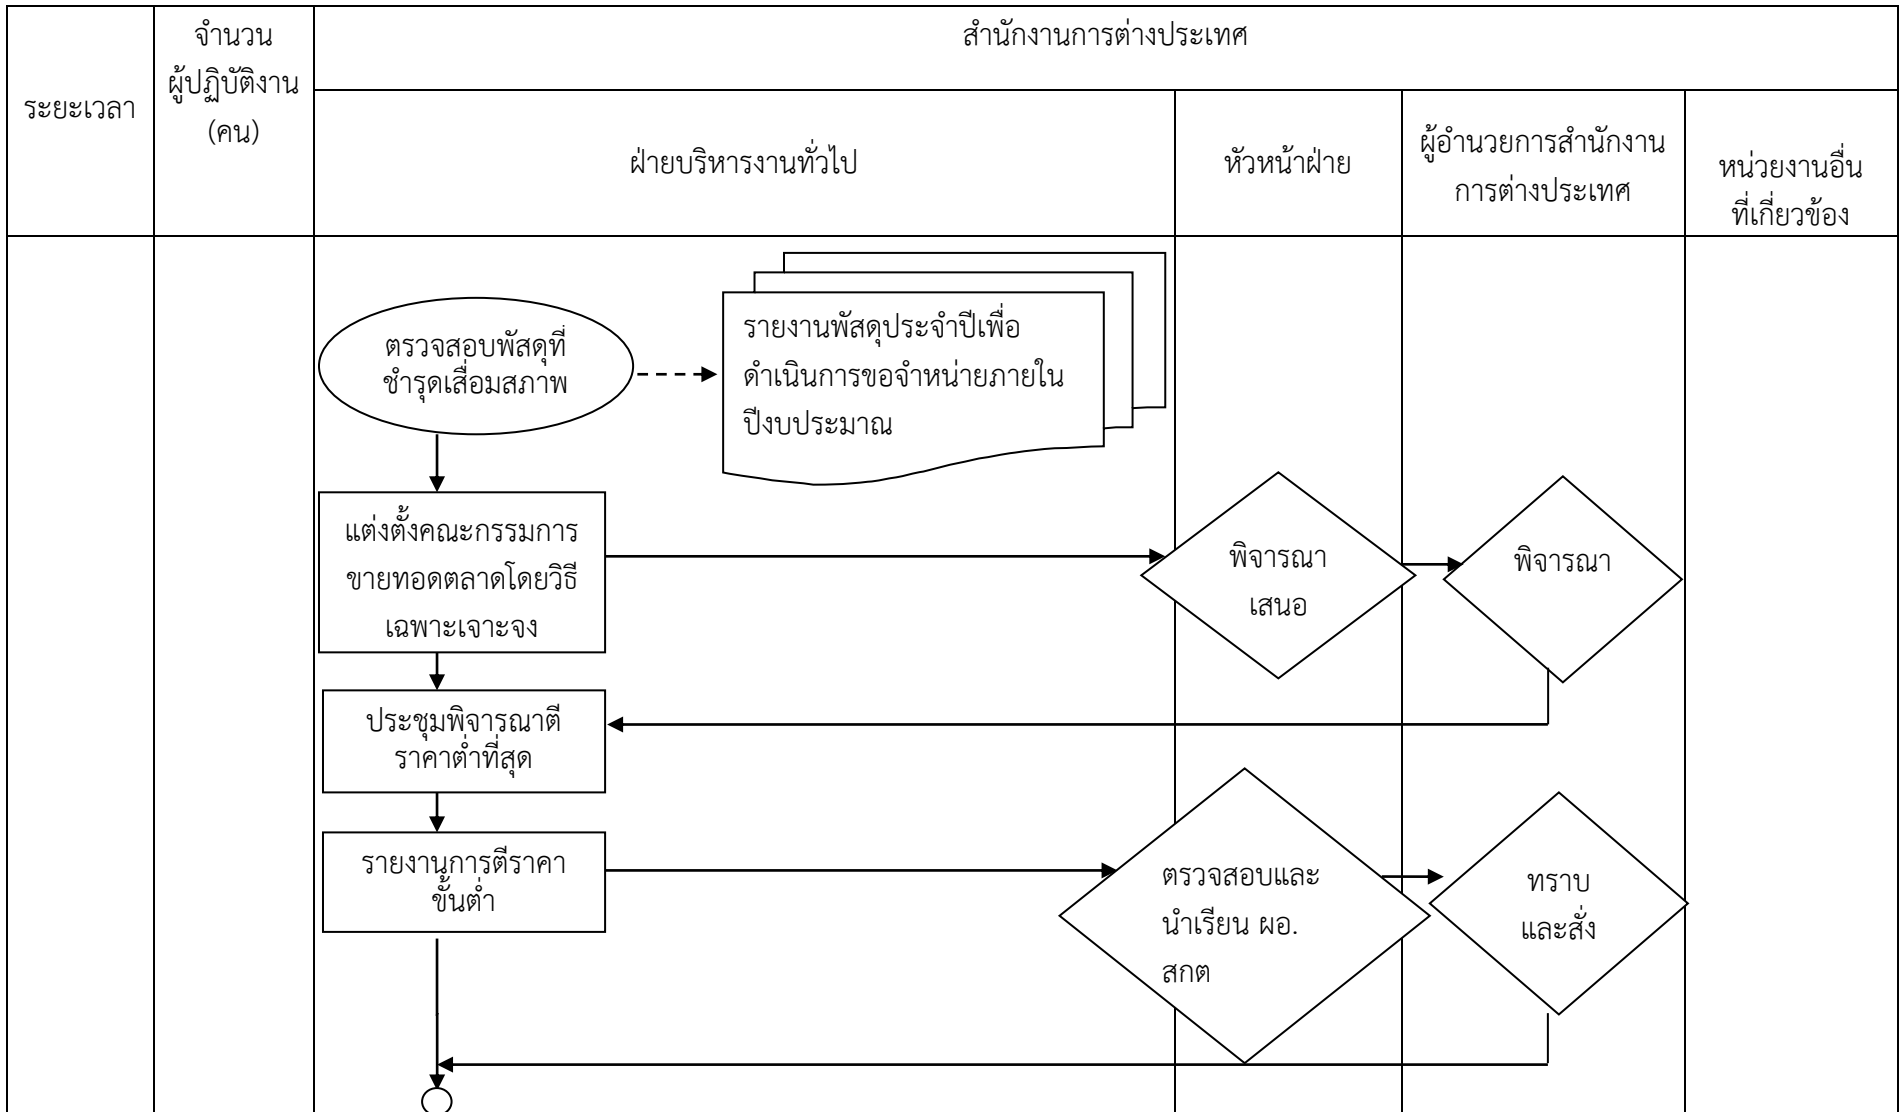 ระยะเวลา
จำนวน
ผู้ปฏิบัติงาน
(คน)
สำนักงานการต่างประเทศ
ฝ่ายบริหารงานทั่วไป
หัวหน้าฝ่าย
ผู้อำนวยการสำนักงาน
การต่างประเทศ
หน่วยงานอื่น
ที่เกี่ยวข้อง
ตรวจสอบพัสดุที่
ชำรุดเสื่อมสภาพ
รายงานพัสดุประจำปีเพื่อ
ดำเนินการขอจำหน่ายภายใน
ปีงบประมาณ
แต่งตั้งคณะกรรมการ
ขายทอดตลาดโดยวิธี
เฉพาะเจาะจง
พิจารณา
เสนอ
พิจารณา
ประชุมพิจารณาตี
ราคาต่ำที่สุด
รายงานการตีราคา
ขั้นต่ำ
ตรวจสอบและ
นำเรียน ผอ.
สกต
ทราบ
และสั่ง